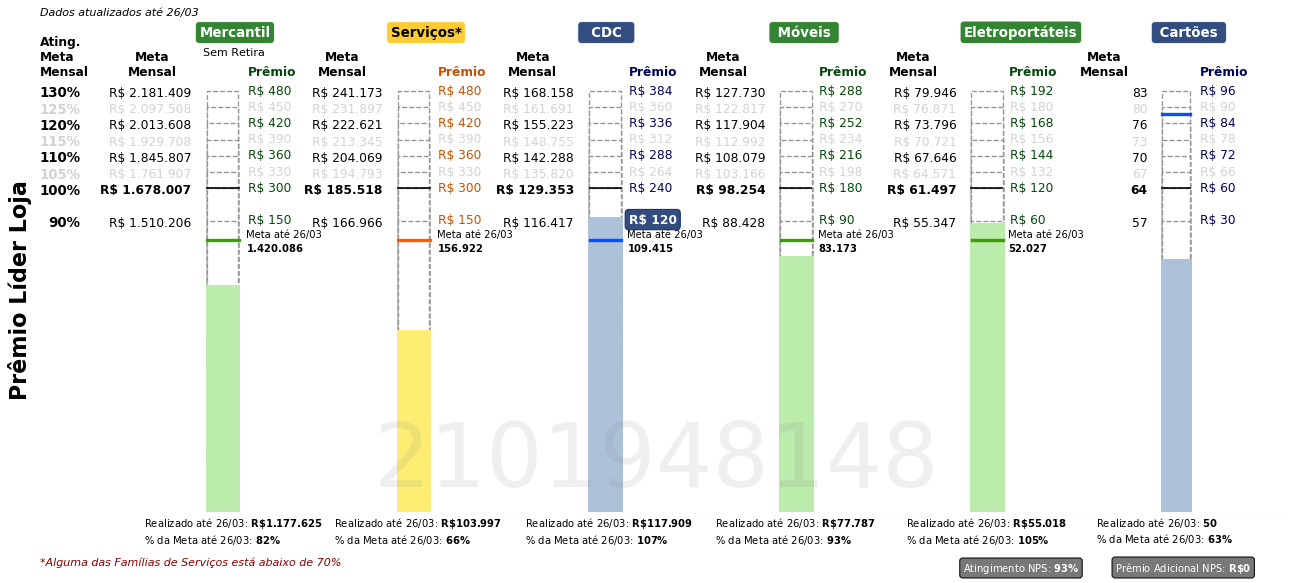 Dados atualizados até 26/03
Mercantil Serviços* CDC Móveis Eletroportáteis Cartões
Sem Retira
Ating. Meta Mensal
Meta Mensal Prêmio Meta Mensal Prêmio Meta Mensal Prêmio Meta Mensal Prêmio Meta Mensal Prêmio Meta Mensal Prêmio
130% R$ 2.181.409 R$ 480 R$ 241.173 R$ 480 R$ 168.158 R$ 384 R$ 127.730 R$ 288 R$ 79.946 R$ 192 83 R$ 96
125% R$ 2.097.508 R$ 450 R$ 231.897 R$ 450 R$ 161.691 R$ 360 R$ 122.817 R$ 270 R$ 76.871 R$ 180 80 R$ 90
120% R$ 2.013.608 R$ 420 R$ 222.621 R$ 420 R$ 155.223 R$ 336 R$ 117.904 R$ 252 R$ 73.796 R$ 168 76 R$ 84
115% R$ 1.929.708 R$ 390 R$ 213.345 R$ 390 R$ 148.755 R$ 312 R$ 112.992 R$ 234 R$ 70.721 R$ 156 73 R$ 78
110% R$ 1.845.807 R$ 360 R$ 204.069 R$ 360 R$ 142.288 R$ 288 R$ 108.079 R$ 216 R$ 67.646 R$ 144 70 R$ 72
105% R$ 1.761.907 R$ 330 R$ 194.793 R$ 330 R$ 135.820 R$ 264 R$ 103.166 R$ 198 R$ 64.571 R$ 132 67 R$ 66
100% R$ 1.678.007 R$ 300 R$ 185.518 R$ 300 R$ 129.353 R$ 240 R$ 98.254 R$ 180 R$ 61.497 R$ 120 64 R$ 60
90% R$ 1.510.206 R$ 150 R$ 166.966 R$ 150 R$ 116.417 R$ 120 R$ 88.428 R$ 90 R$ 55.347 R$ 60 57 R$ 30
Meta até 26/03 Meta até 26/03 Meta até 26/03 Meta até 26/03 Meta até 26/03
1.420.086 156.922 109.415 83.173 52.027
Prêmio Líder Loja
2101948148
Realizado até 26/03: R$1.177.625 Realizado até 26/03: R$103.997 Realizado até 26/03: R$117.909 Realizado até 26/03: R$77.787 Realizado até 26/03: R$55.018 Realizado até 26/03: 50
% da Meta até 26/03: 82% % da Meta até 26/03: 66% % da Meta até 26/03: 107% % da Meta até 26/03: 93% % da Meta até 26/03: 105% % da Meta até 26/03: 63%
*Alguma das Famílias de Serviços está abaixo de 70%
Atingimento NPS: 93% Prêmio Adicional NPS: R$0